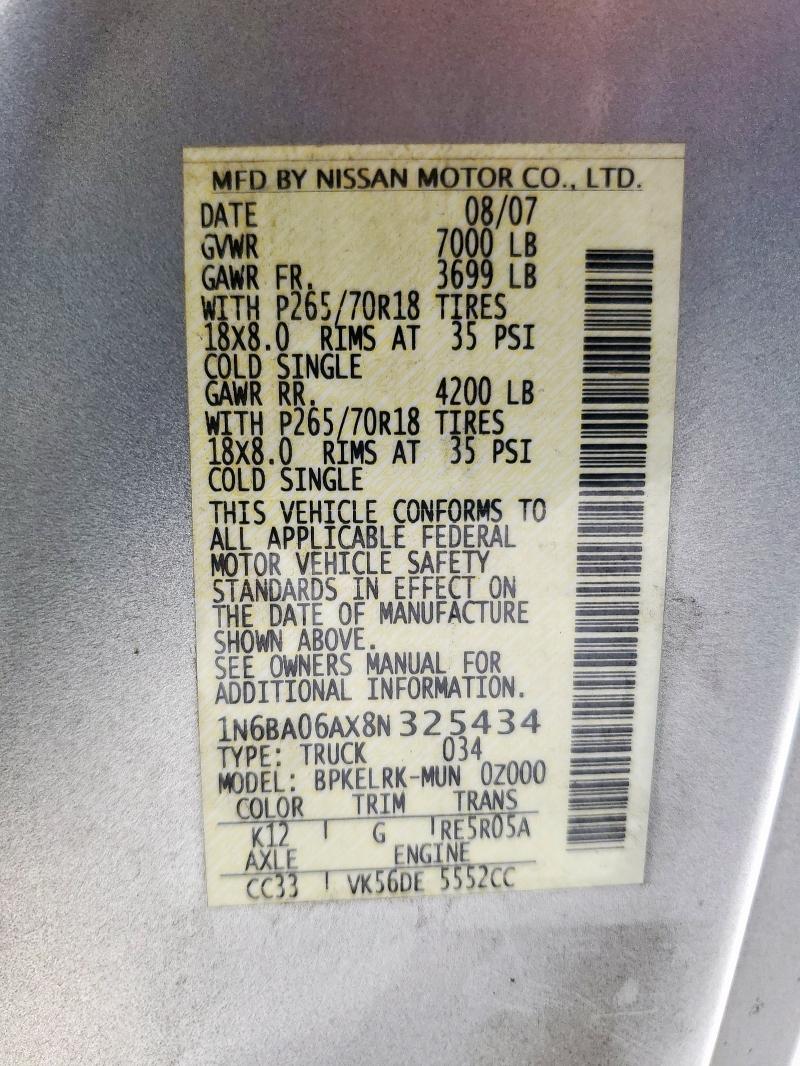 MFD BY NISSAN MOTOR CO., LTD.
DATE 08/07
GVWR 7000 LB
GAWR FR. 3699 LB
WITH P265/70R18 TIRES
18X8.0 RIMS AT 35 PSI
COLD SINGLE
GAWR RR. 4200 LB
WITH P265/70R18 TIRES
18X8.0 RIMS AT 35 PSI
COLD SINGLE
THIS VEHICLE CONFORMS TO
ALL APPLICABLE FEDERAL
MOTOR VEHICLE SAFETY
STANDARDS IN EFFECT ON
THE DATE OF MANUFACTURE
SHOWN ABOVE.
SEE OWNERS MANUAL FOR
ADDITIONAL INFORMATION.
1N6BA06AX8N325434
TYPE: TRUCK 034
MODEL: BPKELRK-MUN 0Z000
COLOR TRIM TRANS
K12 G RE5R05A
AXLE ENGINE
CC33 VK56DE 5552CC